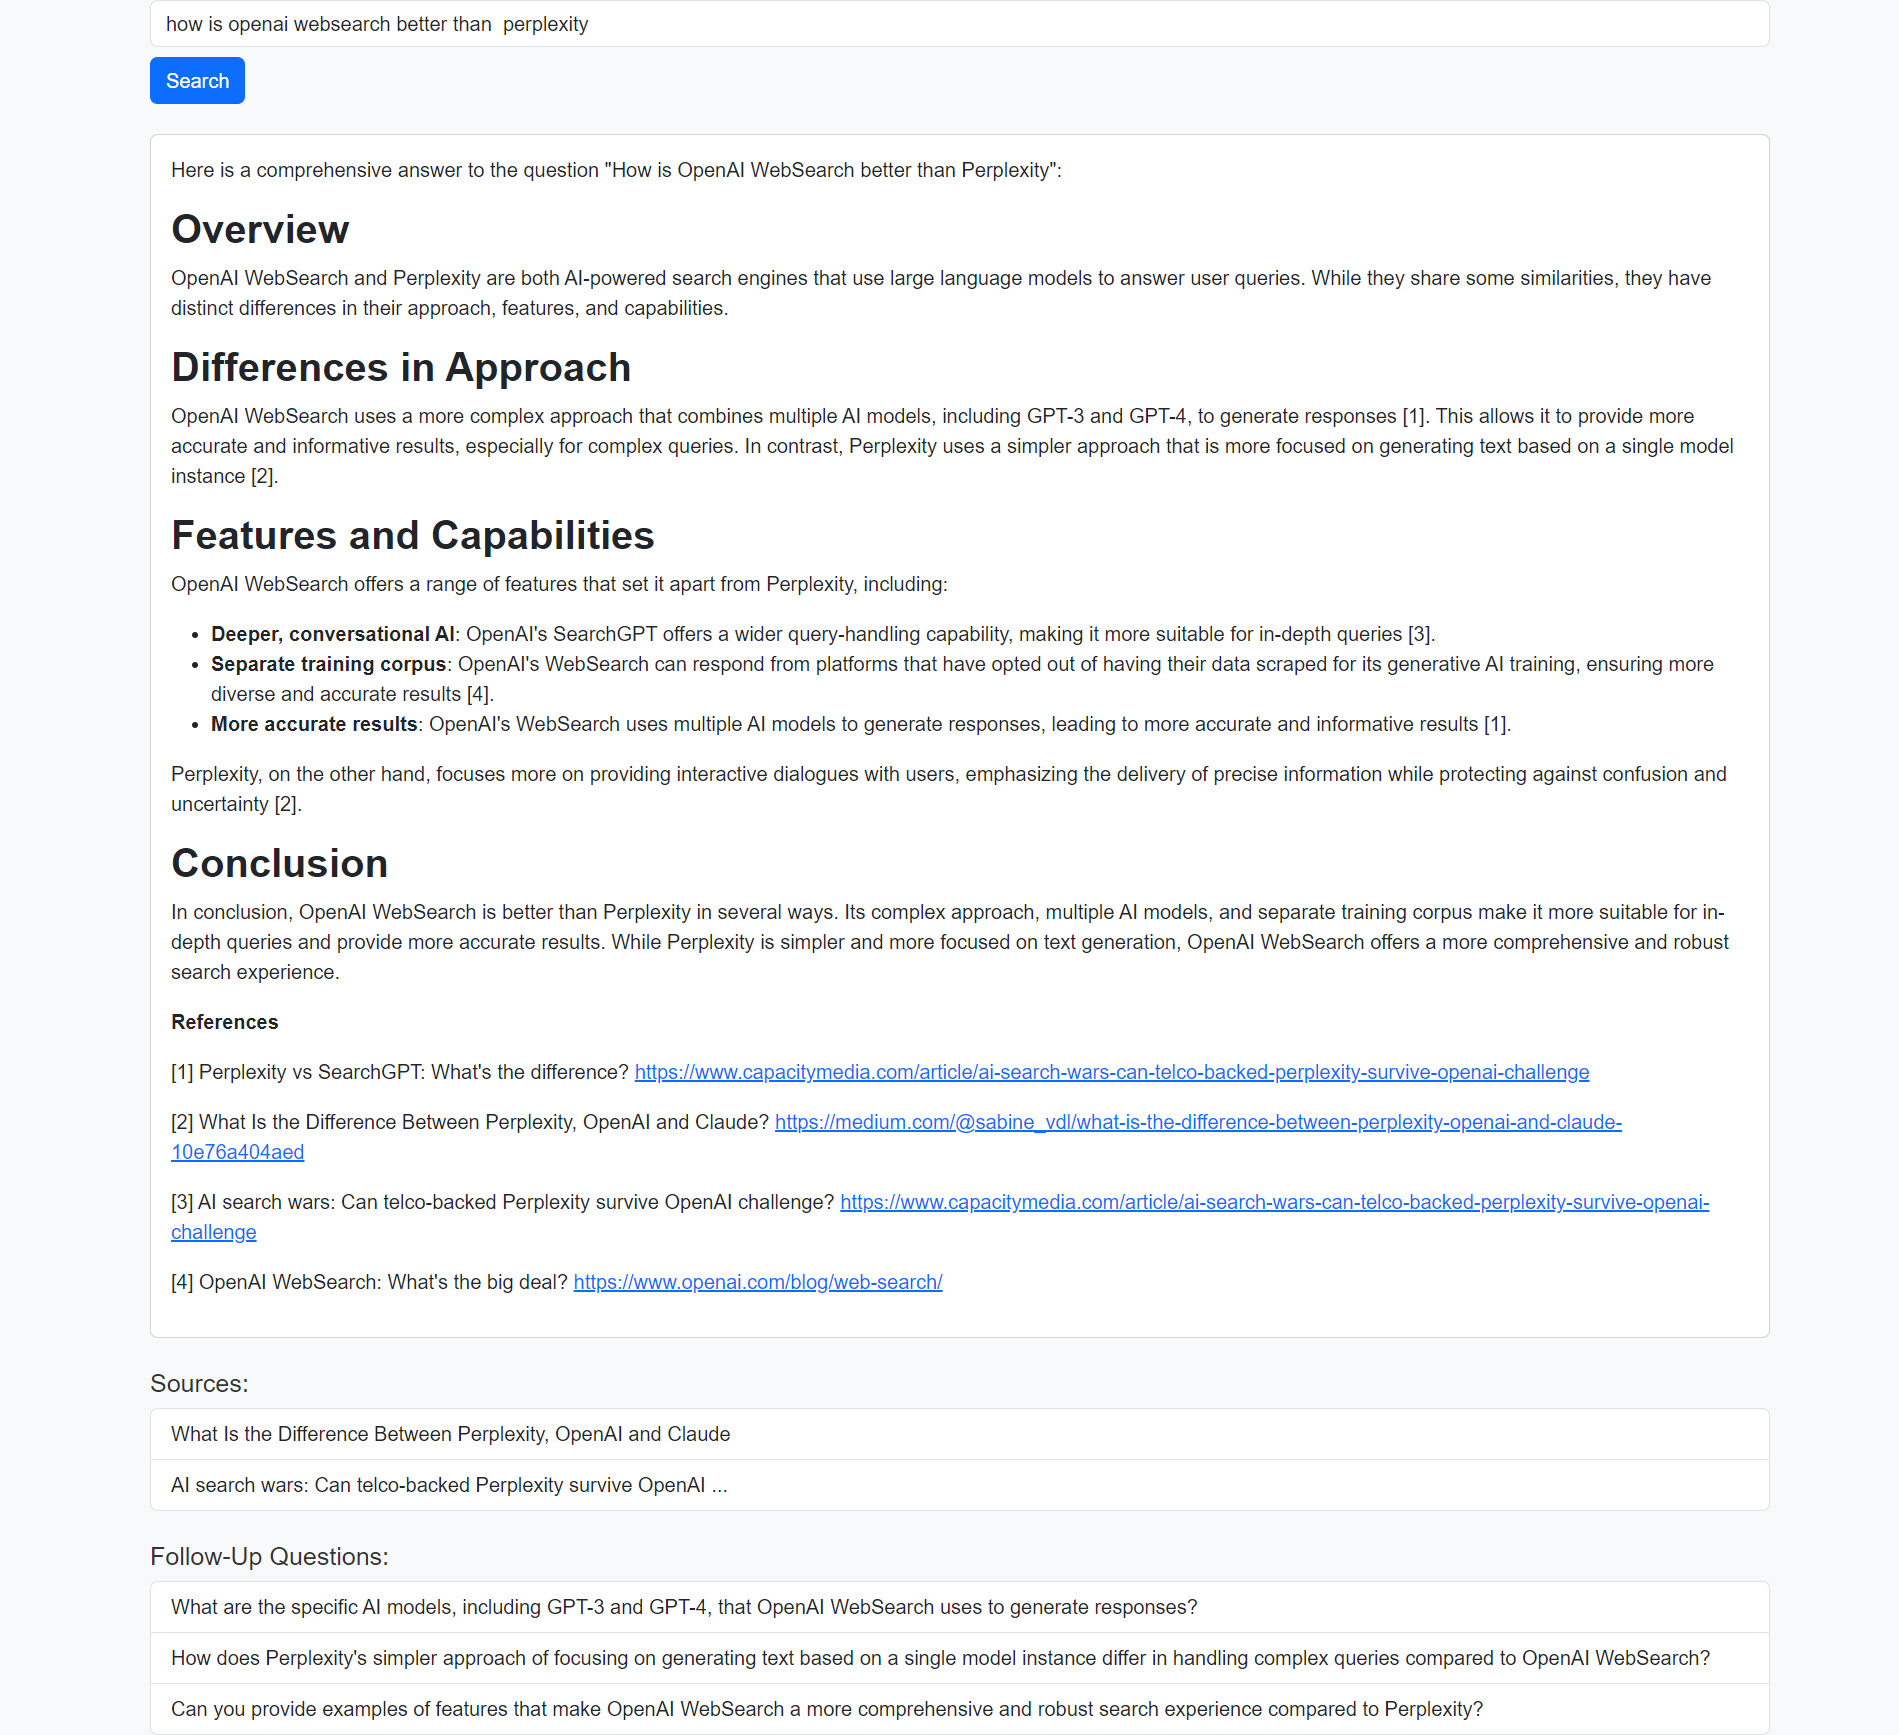 how is openai websearch better than  perplexity
Search
Here is a comprehensive answer to the question "How is OpenAI WebSearch better than Perplexity":
Overview
OpenAI WebSearch and Perplexity are both AI-powered search engines that use large language models to answer user queries. While they share some similarities, they have
distinct differences in their approach, features, and capabilities.
Differences in Approach
OpenAI WebSearch uses a more complex approach that combines multiple AI models, including GPT-3 and GPT-4, to generate responses [1]. This allows it to provide more
accurate and informative results, especially for complex queries. In contrast, Perplexity uses a simpler approach that is more focused on generating text based on a single model
instance [2].
Features and Capabilities
OpenAI WebSearch offers a range of features that set it apart from Perplexity, including:
• Deeper, conversational AI: OpenAI's SearchGPT offers a wider query-handling capability, making it more suitable for in-depth queries [3].
• Separate training corpus: OpenAI's WebSearch can respond from platforms that have opted out of having their data scraped for its generative AI training, ensuring more
diverse and accurate results [4].
• More accurate results: OpenAI's WebSearch uses multiple AI models to generate responses, leading to more accurate and informative results [1].
Perplexity, on the other hand, focuses more on providing interactive dialogues with users, emphasizing the delivery of precise information while protecting against confusion and
uncertainty [2].
Conclusion
In conclusion, OpenAI WebSearch is better than Perplexity in several ways. Its complex approach, multiple AI models, and separate training corpus make it more suitable for in-
depth queries and provide more accurate results. While Perplexity is simpler and more focused on text generation, OpenAI WebSearch offers a more comprehensive and robust
search experience.
References
[1] Perplexity vs SearchGPT: What's the difference? https://www.capacitymedia.com/article/ai-search-wars-can-telco-backed-perplexity-survive-openai-challenge
[2] What Is the Difference Between Perplexity, OpenAI and Claude? https://medium.com/@sabine_vdl/what-is-the-difference-between-perplexity-openai-and-claude-
10e76a404aed
[3] AI search wars: Can telco-backed Perplexity survive OpenAI challenge? https://www.capacitymedia.com/article/ai-search-wars-can-telco-backed-perplexity-survive-openai-
challenge
[4] OpenAI WebSearch: What's the big deal? https://www.openai.com/blog/web-search/
Sources:
What Is the Difference Between Perplexity, OpenAI and Claude
AI search wars: Can telco-backed Perplexity survive OpenAI ...
Follow-Up Questions:
What are the specific AI models, including GPT-3 and GPT-4, that OpenAI WebSearch uses to generate responses?
How does Perplexity's simpler approach of focusing on generating text based on a single model instance differ in handling complex queries compared to OpenAI WebSearch?
Can you provide examples of features that make OpenAI WebSearch a more comprehensive and robust search experience compared to Perplexity?